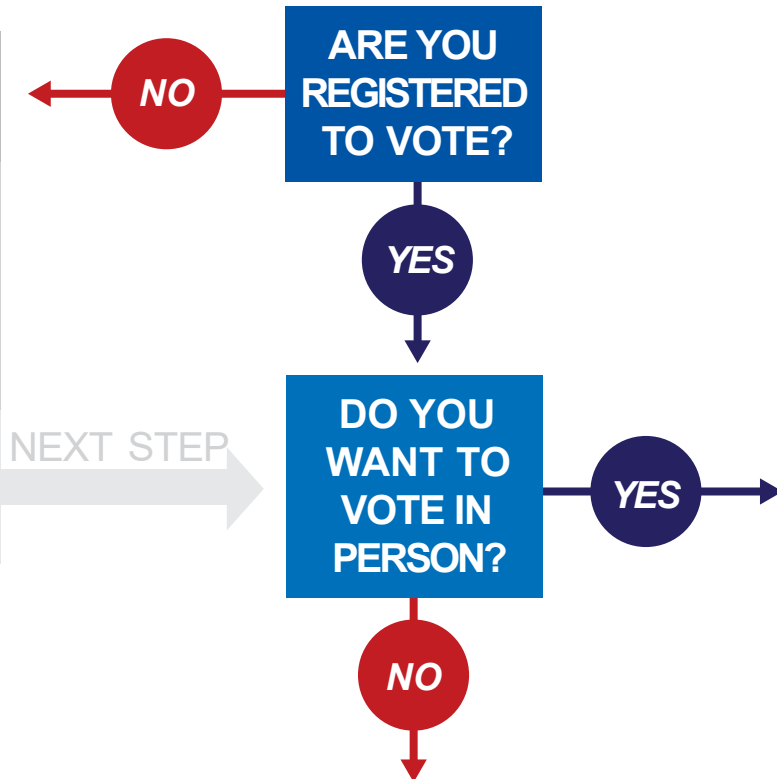 ARE YOU
REGISTERED
TO VOTE?
NO
YES
NEXT STEP
DO YOU
WANT TO
VOTE IN
PERSON?
YES
NO